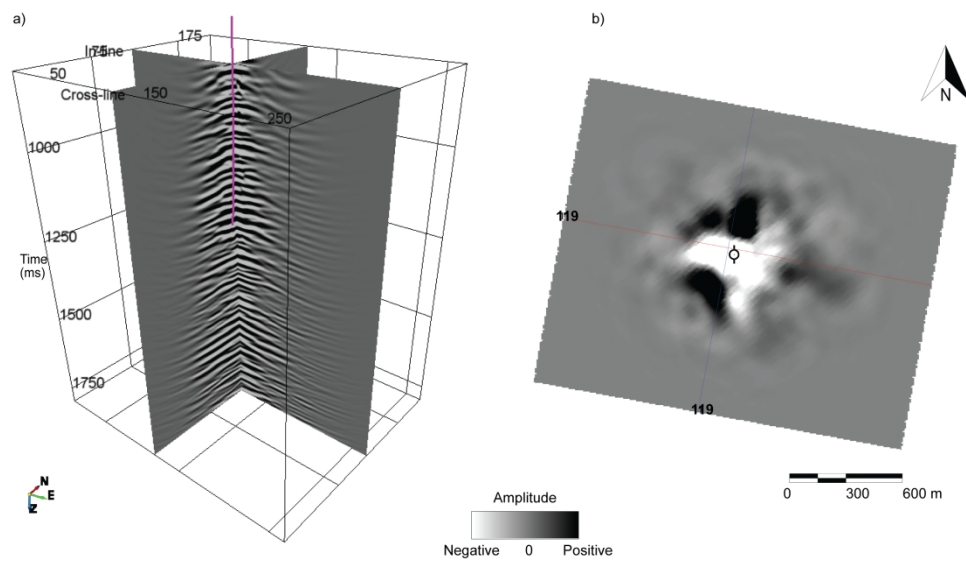 a)
b)
175
In-line
75
50
Cross-line
150
250
1000
1250
Time
(ms)
1500
1750
N
E
Z
N
119
119
0 300 600 m
Amplitude
Negative 0 Positive